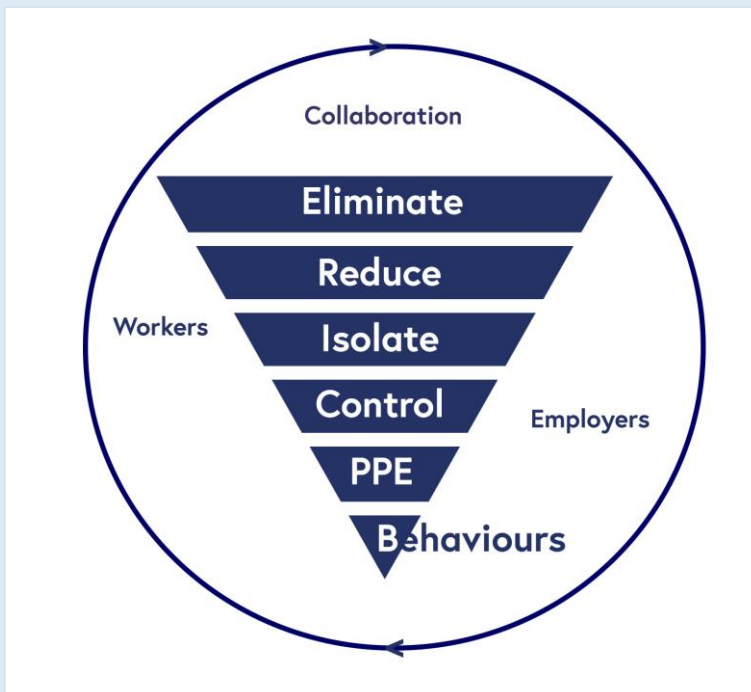 Collaboration
Eliminate
Reduce
Workers
Isolate
Control
Employers
PPE
Behaviours